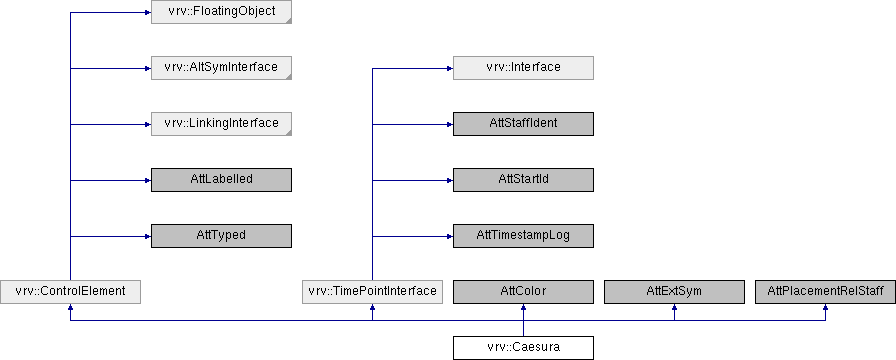 vrv::FloatingObject
vrv::AltSymInterface
vrv::Interface
vrv::LinkingInterface
AttStaffIdent
AttLabelled
AttStartId
AttTyped
AttTimestampLog
vrv::ControlElement
vrv::TimePointInterface
AttColor
AttExtSym
AttPlacementRelStaff
vrv::Caesura